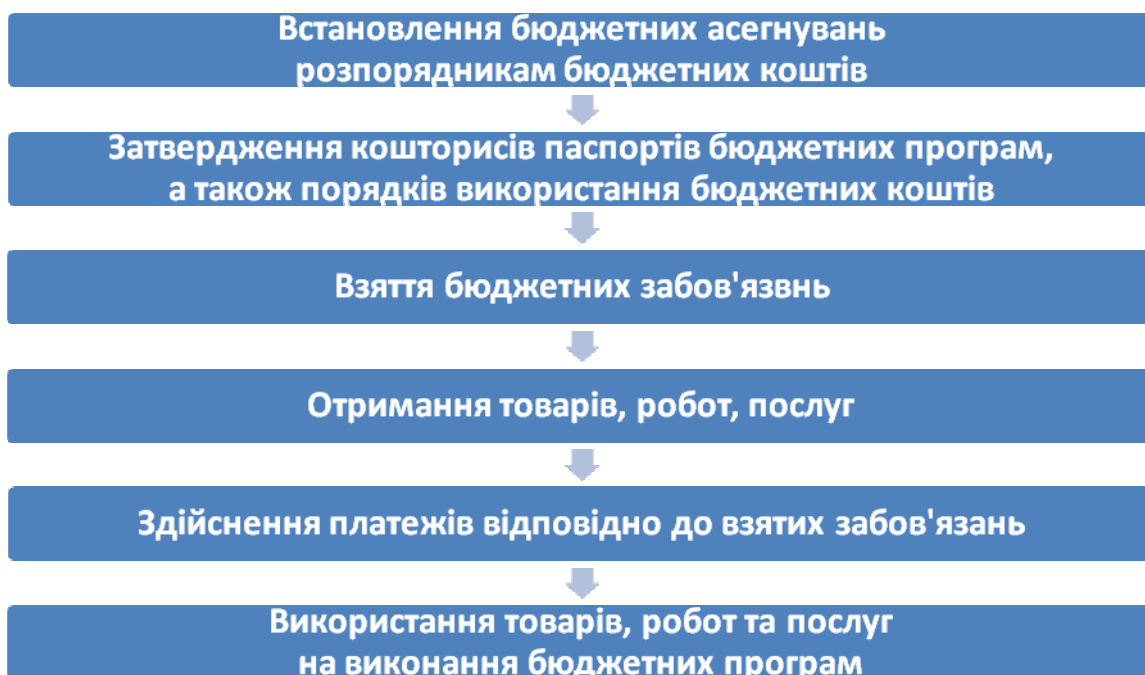 Встановлення бюджетних асегнувань
розпорядникам бюджетних коштів
Затвердження кошторисів паспортів бюджетних програм,
а також порядків використання бюджетних коштів
Взяття бюджетних забов'язвнь
Отримання товарів, робот, послуг
Здійснення платежів відповідно до взятих забов'язань
Використання товарів, робот та послуг
на виконання бюджетних програм